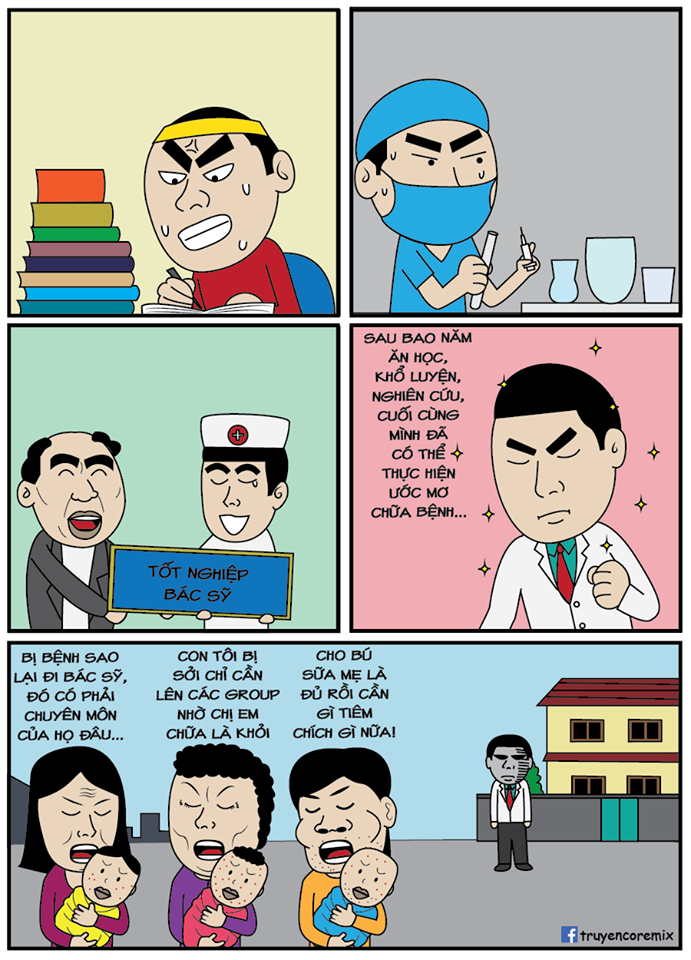 TỐT NGHIỆP
BÁC SỸ
SAU BAO NĂM
ĂN HỌC,
KHỔ LUYỆN,
NGHIÊN CỨU,
CUỐI CÙNG
MÌNH ĐÃ
CÓ THỂ
THỰC HIỆN
ƯỚC MƠ
CHỮA BỆNH...
BỊ BỆNH SAO
LẠI ĐI BÁC SỸ,
ĐÓ CÓ PHẢI
CHUYÊN MÔN
CỦA HỌ ĐÂU...
CON TÔI BỊ
SỞI CHỈ CẦN
LÊN CÁC GROUP
NHỜ CHỊ EM
CHỮA LÀ KHỎI
CHO BÚ
SỮA MẸ LÀ
ĐỦ RỒI CẦN
GÌ TIÊM
CHÍCH GÌ NỮA!
f truyencoremix